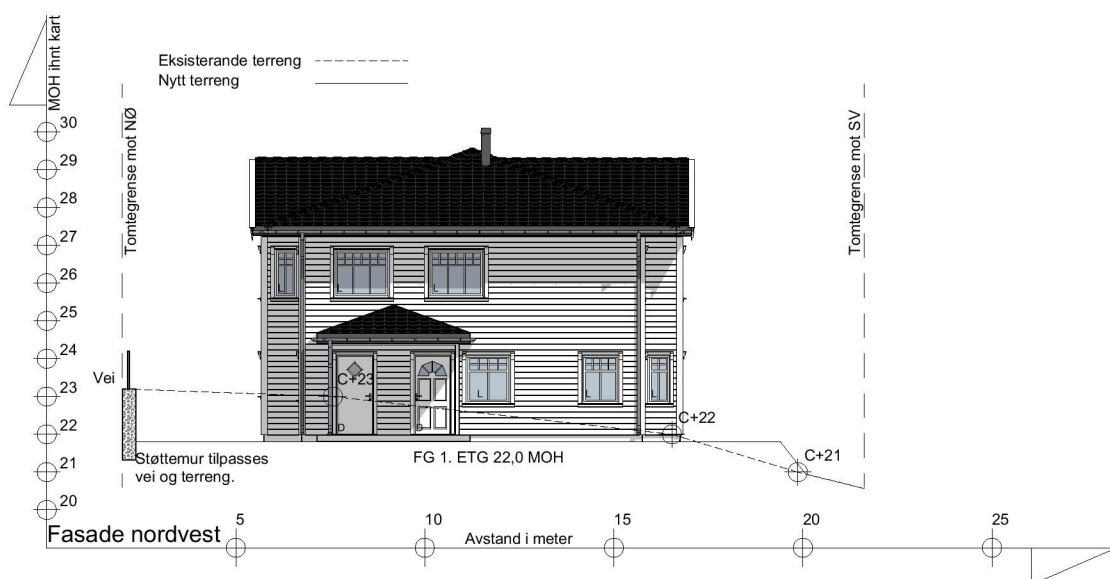 MOH ihnt kart
Eksisterande terreng
Nytt terreng
Tomtegrense mot NØ
Tomtegrense mot SV
30
29
28
27
26
25
24
23
22
21
20
Vei
C+23
C+22
C+21
L
L
L
L
L
L
D
D
Støttemur tilpasses
vei og terreng.
FG 1. ETG 22,0 MOH
Fasade nordvest
5
10
15
20
25
Avstand i meter